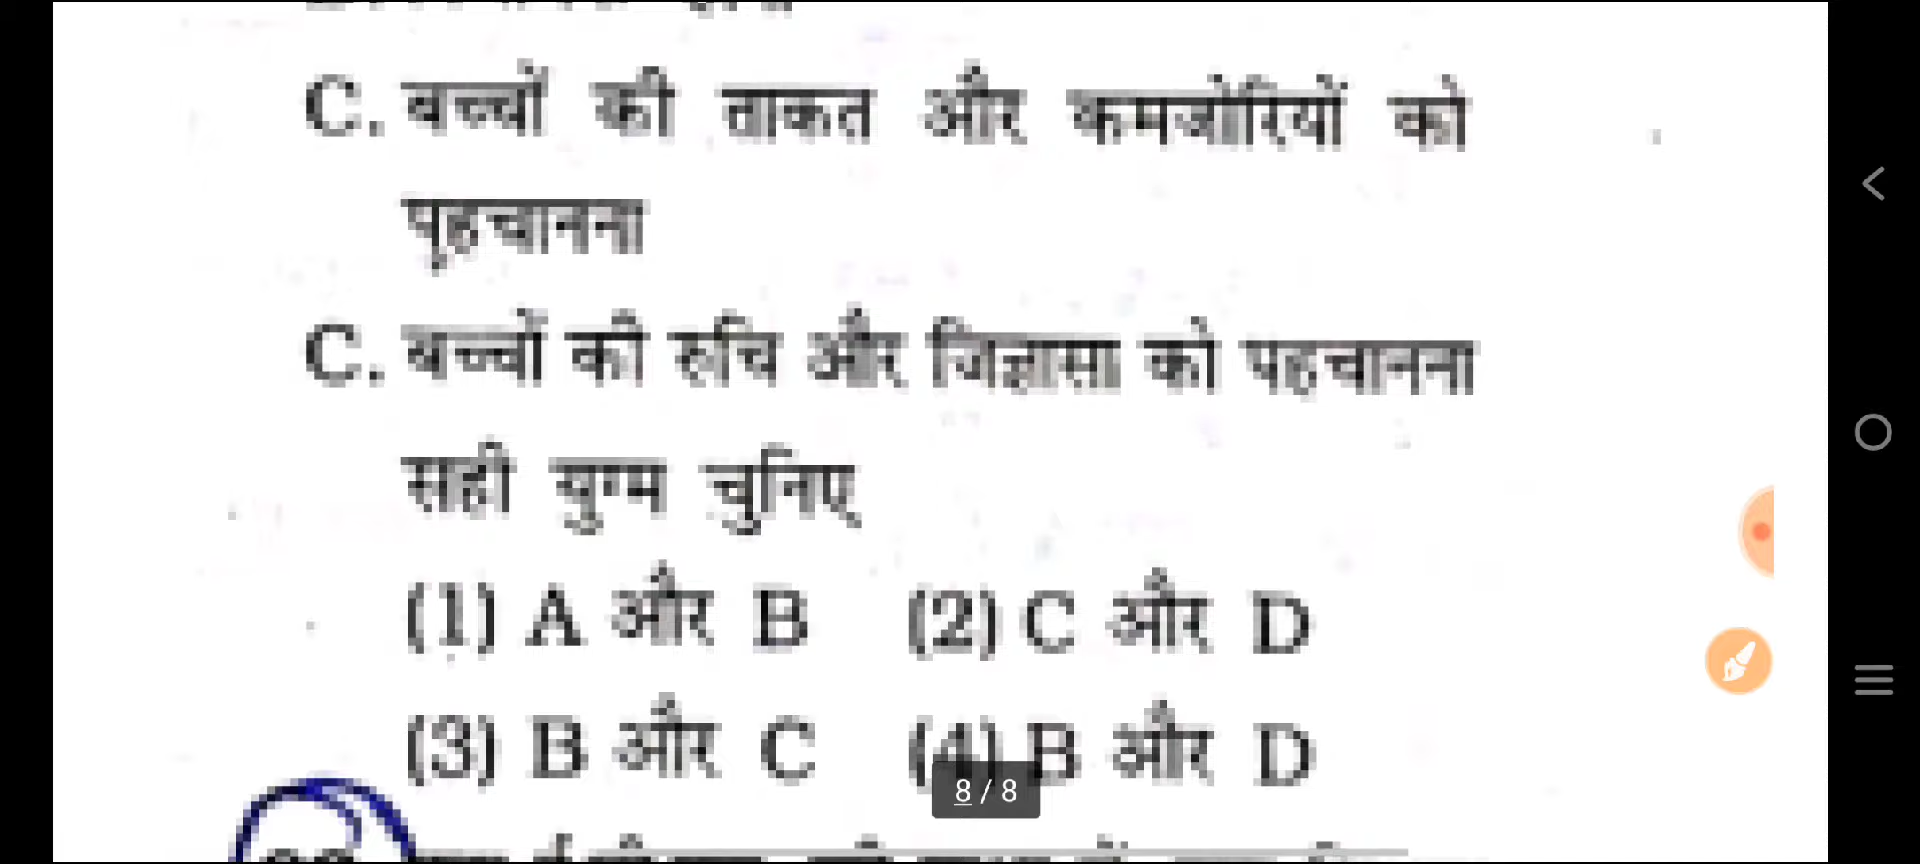 C. बच्चों की ताकत और कमजोरियों को
पृहचानना
C. बच्चों की रुचि और जिज्ञासा को पहचानना
सही युग्म चुनिए
(1) A और B (2) C और D
(3) B और C (4) B और D
8 / 8